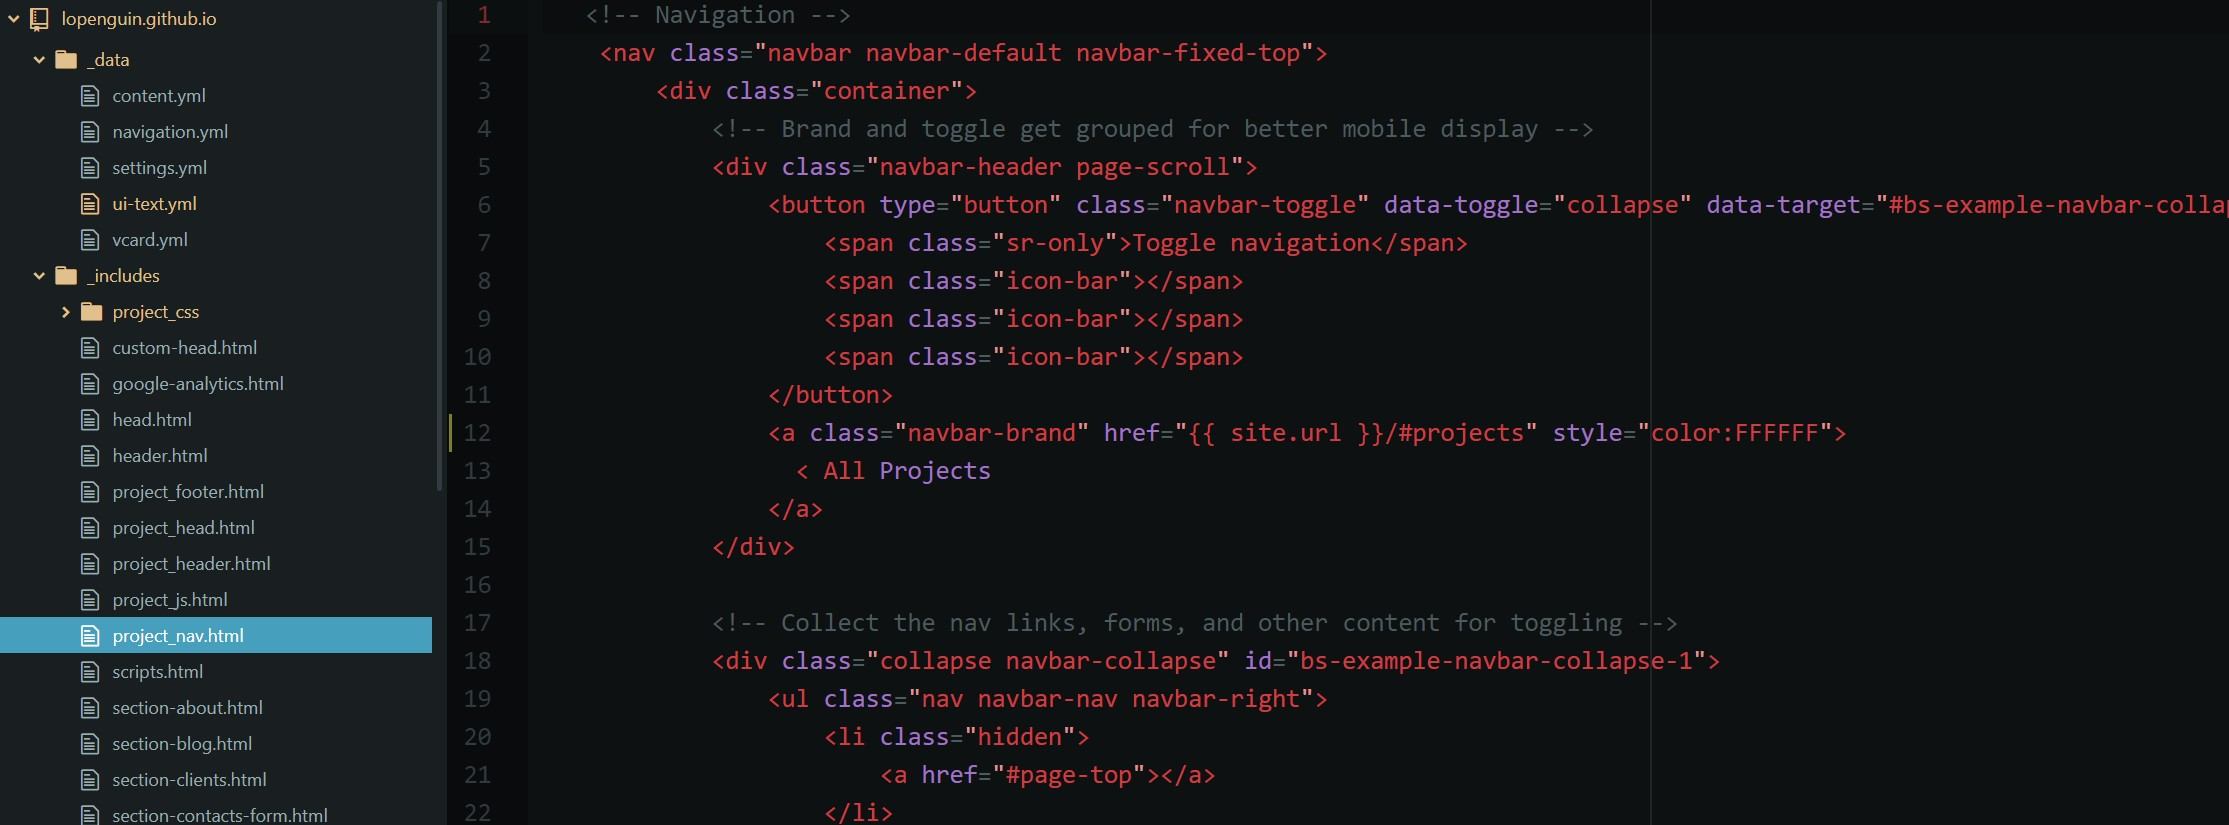 lopenguin.github.io
_data
content.yml
navigation.yml
settings.yml
ui-text.yml
vcard.yml
_includes
project_css
custom-head.html
google-analytics.html
head.html
header.html
project_footer.html
project_head.html
project_header.html
project_js.html
project_nav.html
scripts.html
section-about.html
section-blog.html
section-clients.html
section-contacts-form.html
1 <!-- Navigation -->
2 <nav class="navbar navbar-default navbar-fixed-top">
3 <div class="container">
4 <!-- Brand and toggle get grouped for better mobile display -->
5 <div class="navbar-header page-scroll">
6 <button type="button" class="navbar-toggle" data-toggle="collapse" data-target="#bs-example-navbar-colla
7 <span class="sr-only">Toggle navigation</span>
8 <span class="icon-bar"></span>
9 <span class="icon-bar"></span>
10 <span class="icon-bar"></span>
11 </button>
12 <a class="navbar-brand" href="{{ site.url }}/#projects" style="color:FFFFFF">
13 < All Projects
14 </a>
15 </div>
16
17 <!-- Collect the nav links, forms, and other content for toggling -->
18 <div class="collapse navbar-collapse" id="bs-example-navbar-collapse-1">
19 <ul class="nav navbar-nav navbar-right">
20 <li class="hidden">
21 <a href="#page-top"></a>
22 </li>